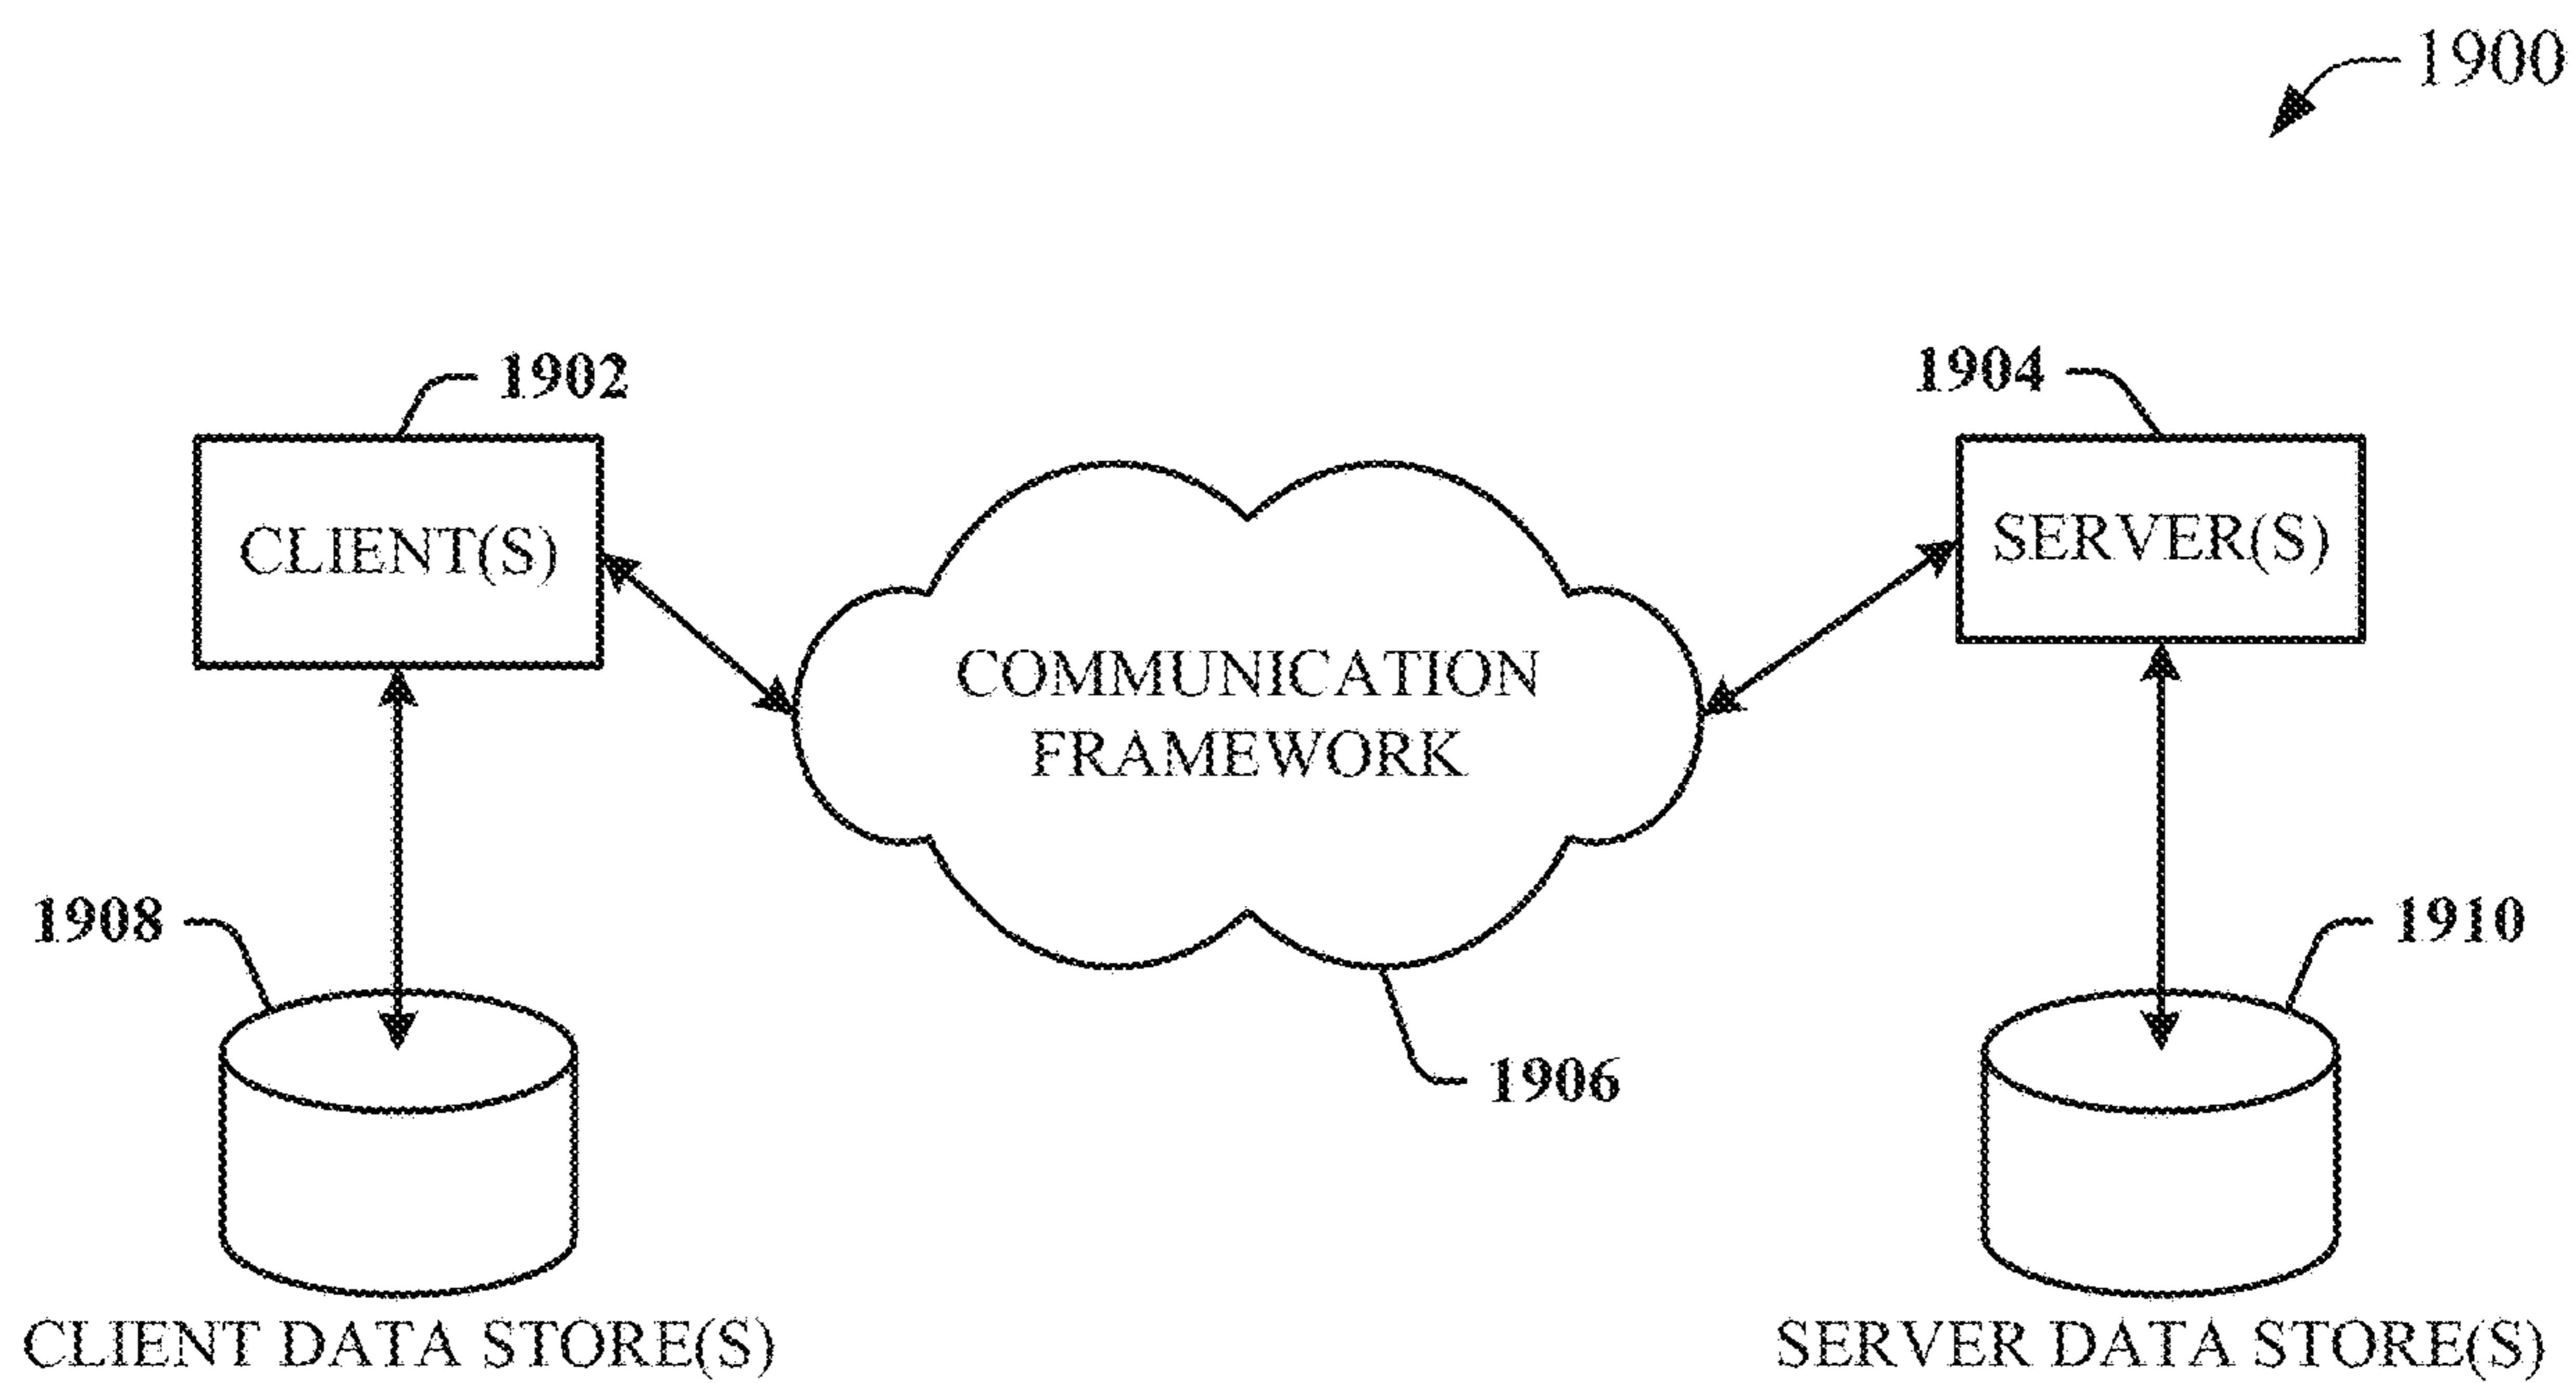 1900
1902
1904
CLIENT(S)
SERVER(S)
COMMUNICATION
FRAMEWORK
1908
1910
1906
CLIENT DATA STORE(S)
SERVER DATA STORE(S)